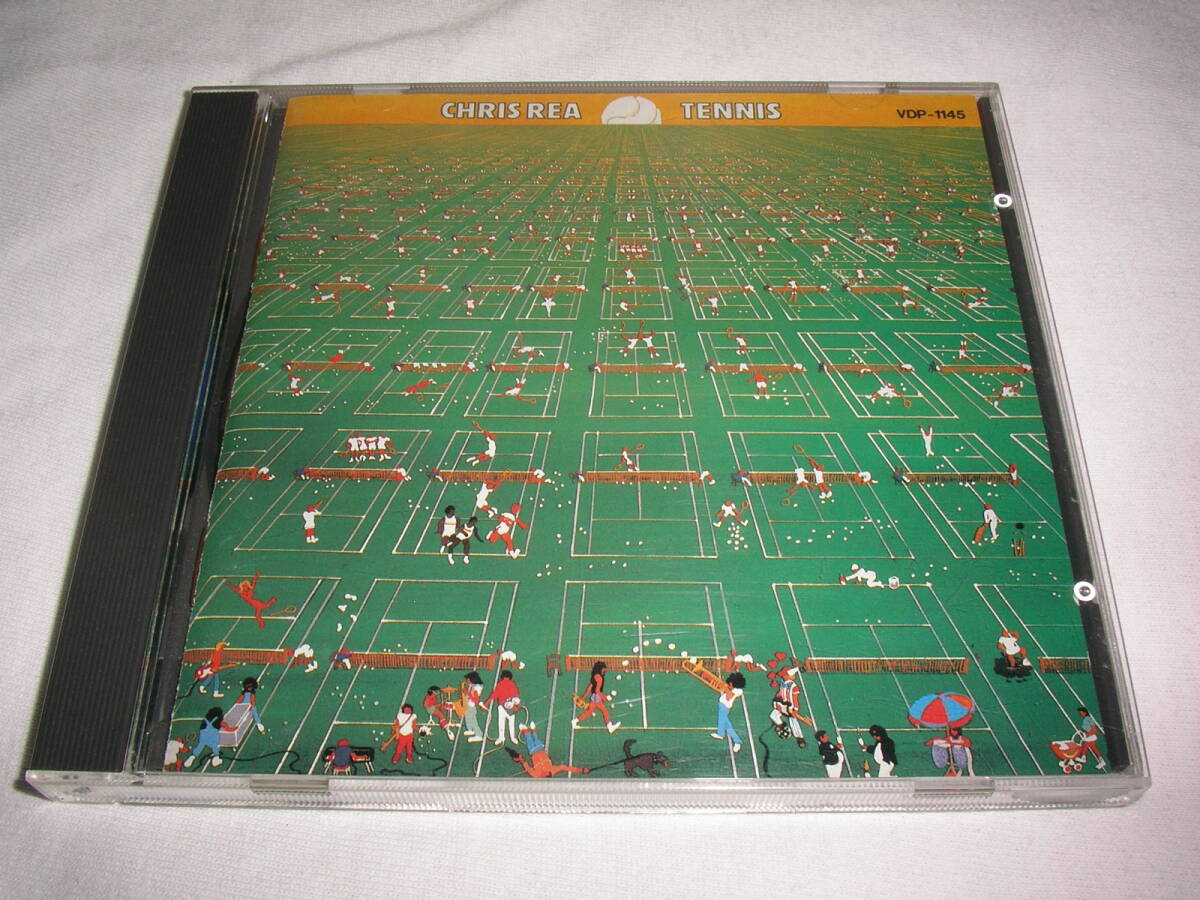 CHRIS REA TENNIS VDP-1145